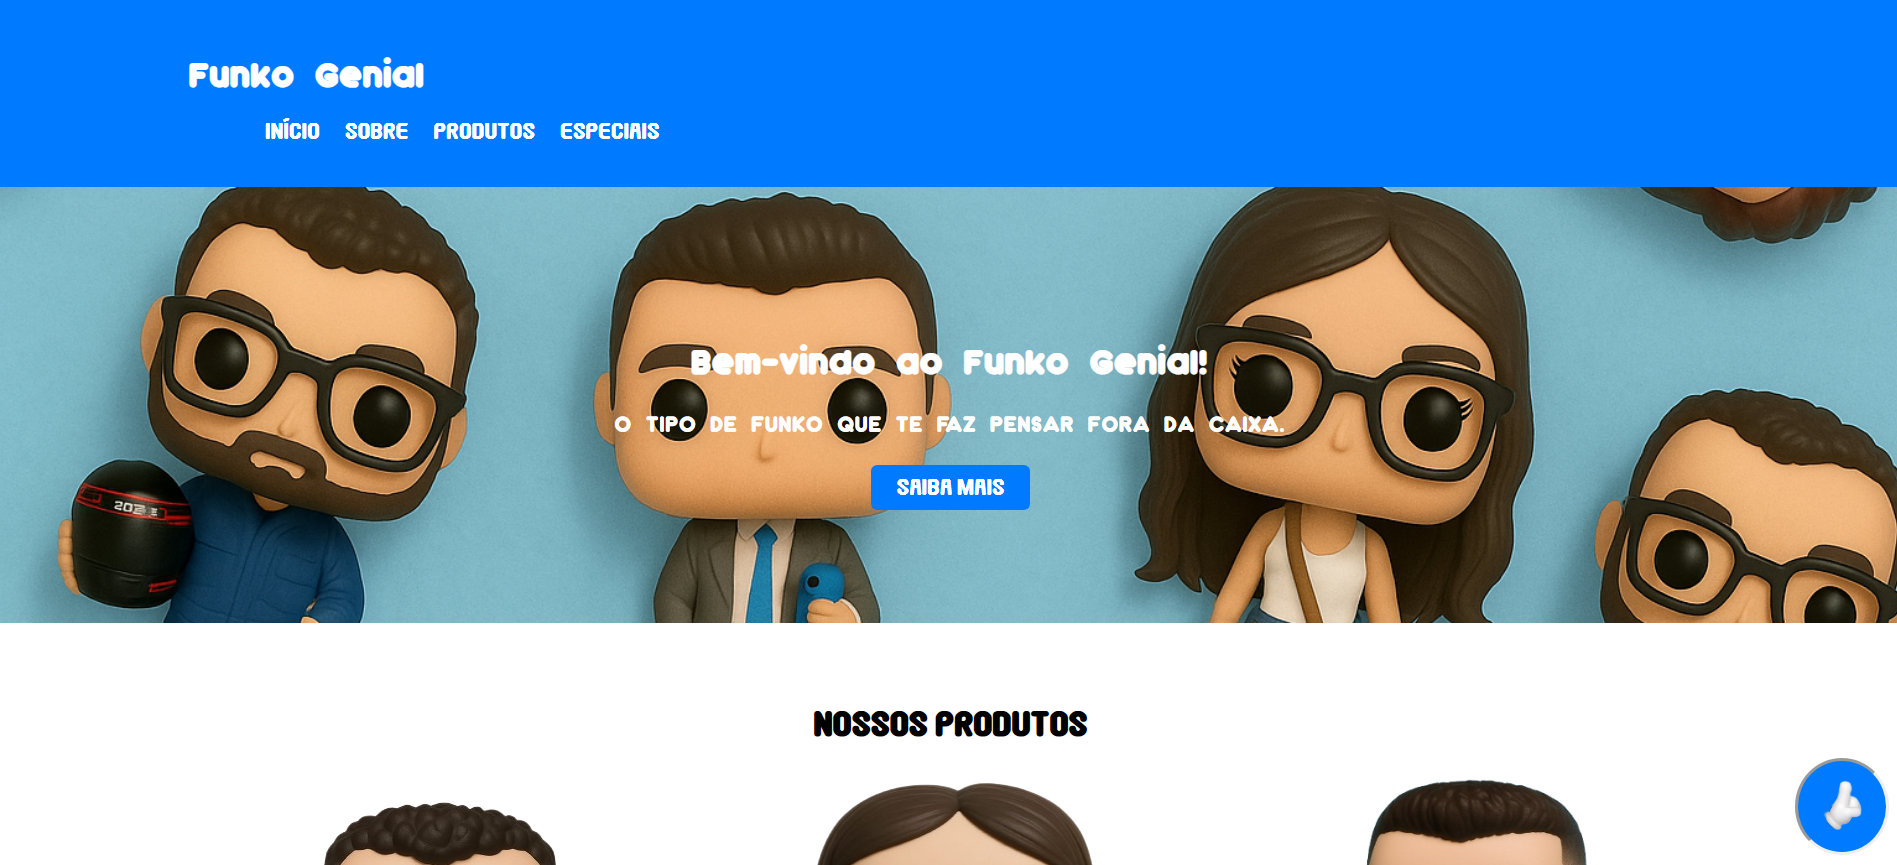 Funko Genial
INÍCIO SOBRE PRODUTOS ESPECIAIS
Bem-vindo ao Funko Genial!
O TIPO DE FUNKO QUE TE FAZ PENSAR FORA DA CAIXA.
SAIBA MAIS
NOSSOS PRODUTOS